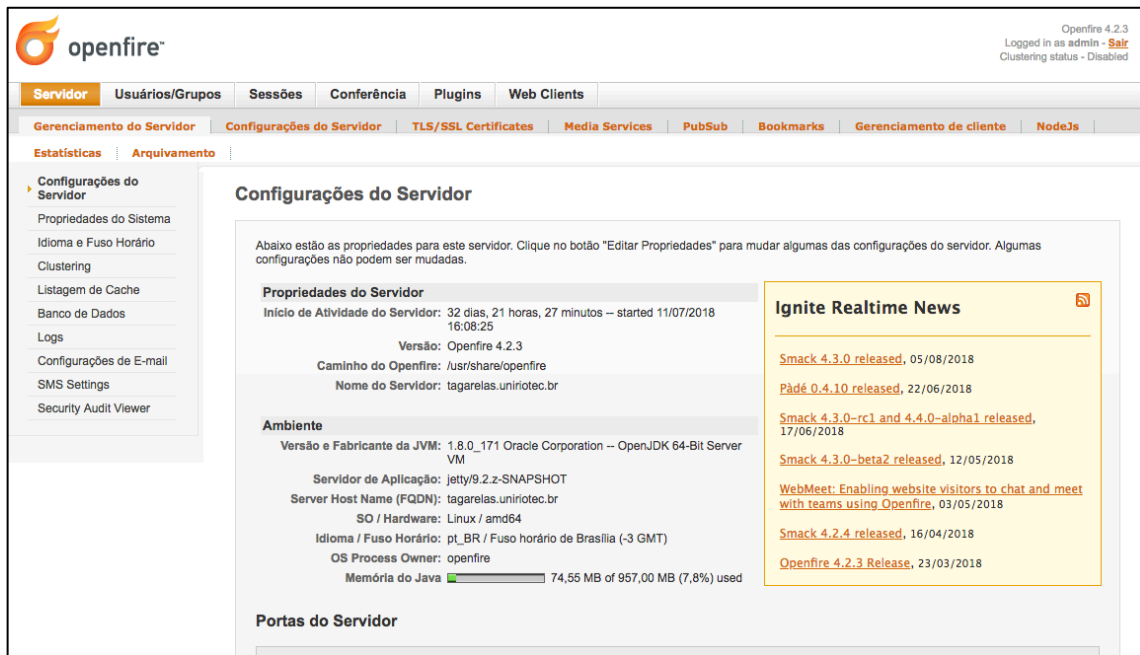 openfire™
Openfire 4.2.3
Logged in as admin - Sair
Clustering status - Disabled
Servidor Usuários/Grupos Sessões Conferência Plugins Web Clients
Gerenciamento do Servidor Configurações do Servidor TLS/SSL Certificates Media Services PubSub Bookmarks Gerenciamento de cliente NodeJs
Estatísticas Arquivamento
Configurações do
Servidor
Propriedades do Sistema
Idioma e Fuso Horário
Clustering
Listagem de Cache
Banco de Dados
Logs
Configurações de E-mail
SMS Settings
Security Audit Viewer
Configurações do Servidor
Abaixo estão as propriedades para este servidor. Clique no botão "Editar Propriedades" para mudar algumas das configurações do servidor. Algumas
configurações não podem ser mudadas.
Propriedades do Servidor
Início de Atividade do Servidor: 32 dias, 21 horas, 27 minutos -- started 11/07/2018
16:08:25
Versão: Openfire 4.2.3
Caminho do Openfire: /usr/share/openfire
Nome do Servidor: tagarelas.uniriotec.br
Ambiente
Versão e Fabricante da JVM: 1.8.0_171 Oracle Corporation -- OpenJDK 64-Bit Server
VM
Servidor de Aplicação: jetty/9.2.z-SNAPSHOT
Server Host Name (FQDN): tagarelas.uniriotec.br
SO / Hardware: Linux / amd64
Idioma / Fuso Horário: pt_BR / Fuso horário de Brasília (-3 GMT)
OS Process Owner: openfire
Memória do Java 74,55 MB of 957,00 MB (7,8%) used
Ignite Realtime News
Smack 4.3.0 released, 05/08/2018
Pàdé 0.4.10 released, 22/06/2018
Smack 4.3.0-rc1 and 4.4.0-alpha1 released,
17/06/2018
Smack 4.3.0-beta2 released, 12/05/2018
WebMeet: Enabling website visitors to chat and meet
with teams using Openfire, 03/05/2018
Smack 4.2.4 released, 16/04/2018
Openfire 4.2.3 Release, 23/03/2018
Portas do Servidor